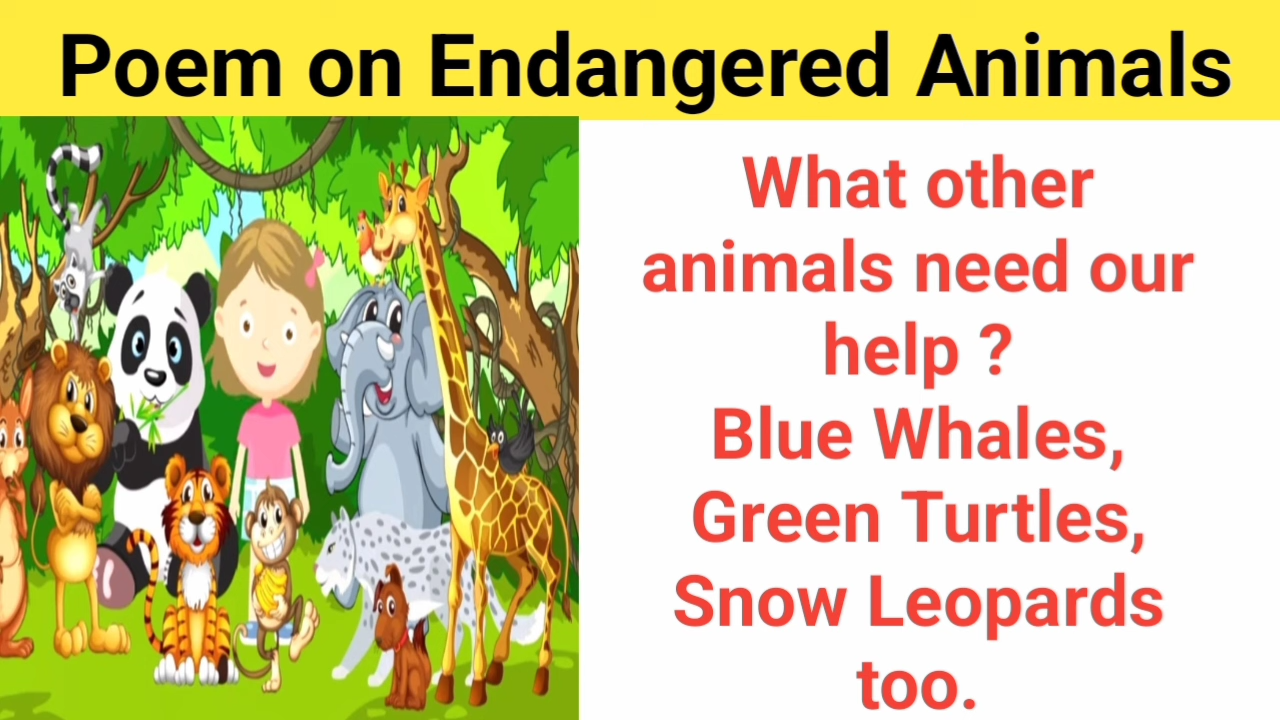 Poem on Endangered Animals
What other
animals need our
help ?
Blue Whales,
Green Turtles,
Snow Leopards
too.